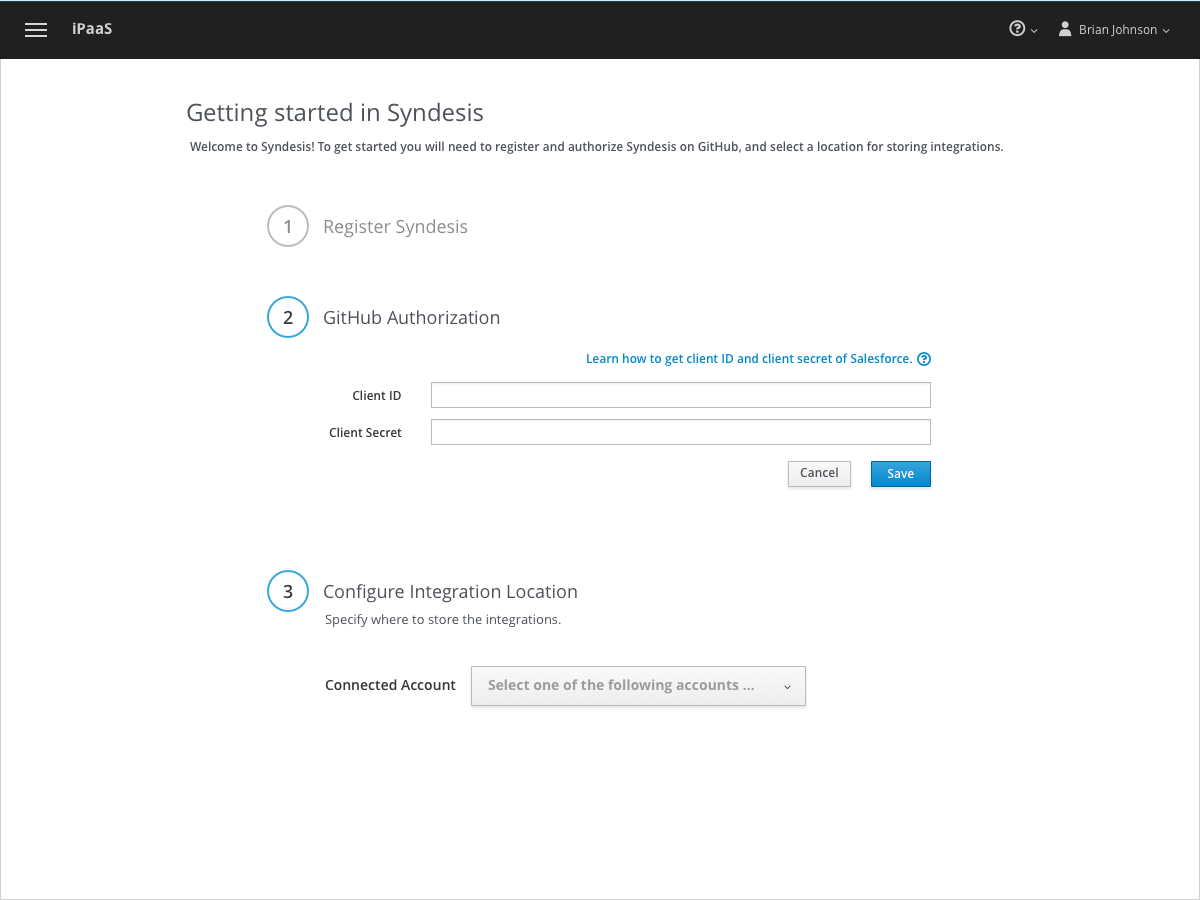 iPaaS
Brian Johnson
Getting started in Syndesis
Welcome to Syndesis! To get started you will need to register and authorize Syndesis on GitHub, and select a location for storing integrations.
1 Register Syndesis
2 GitHub Authorization
Learn how to get client ID and client secret of Salesforce. ?
Client ID
Client Secret
Cancel Save
3 Configure Integration Location
Specify where to store the integrations.
Connected Account Select one of the following accounts ...